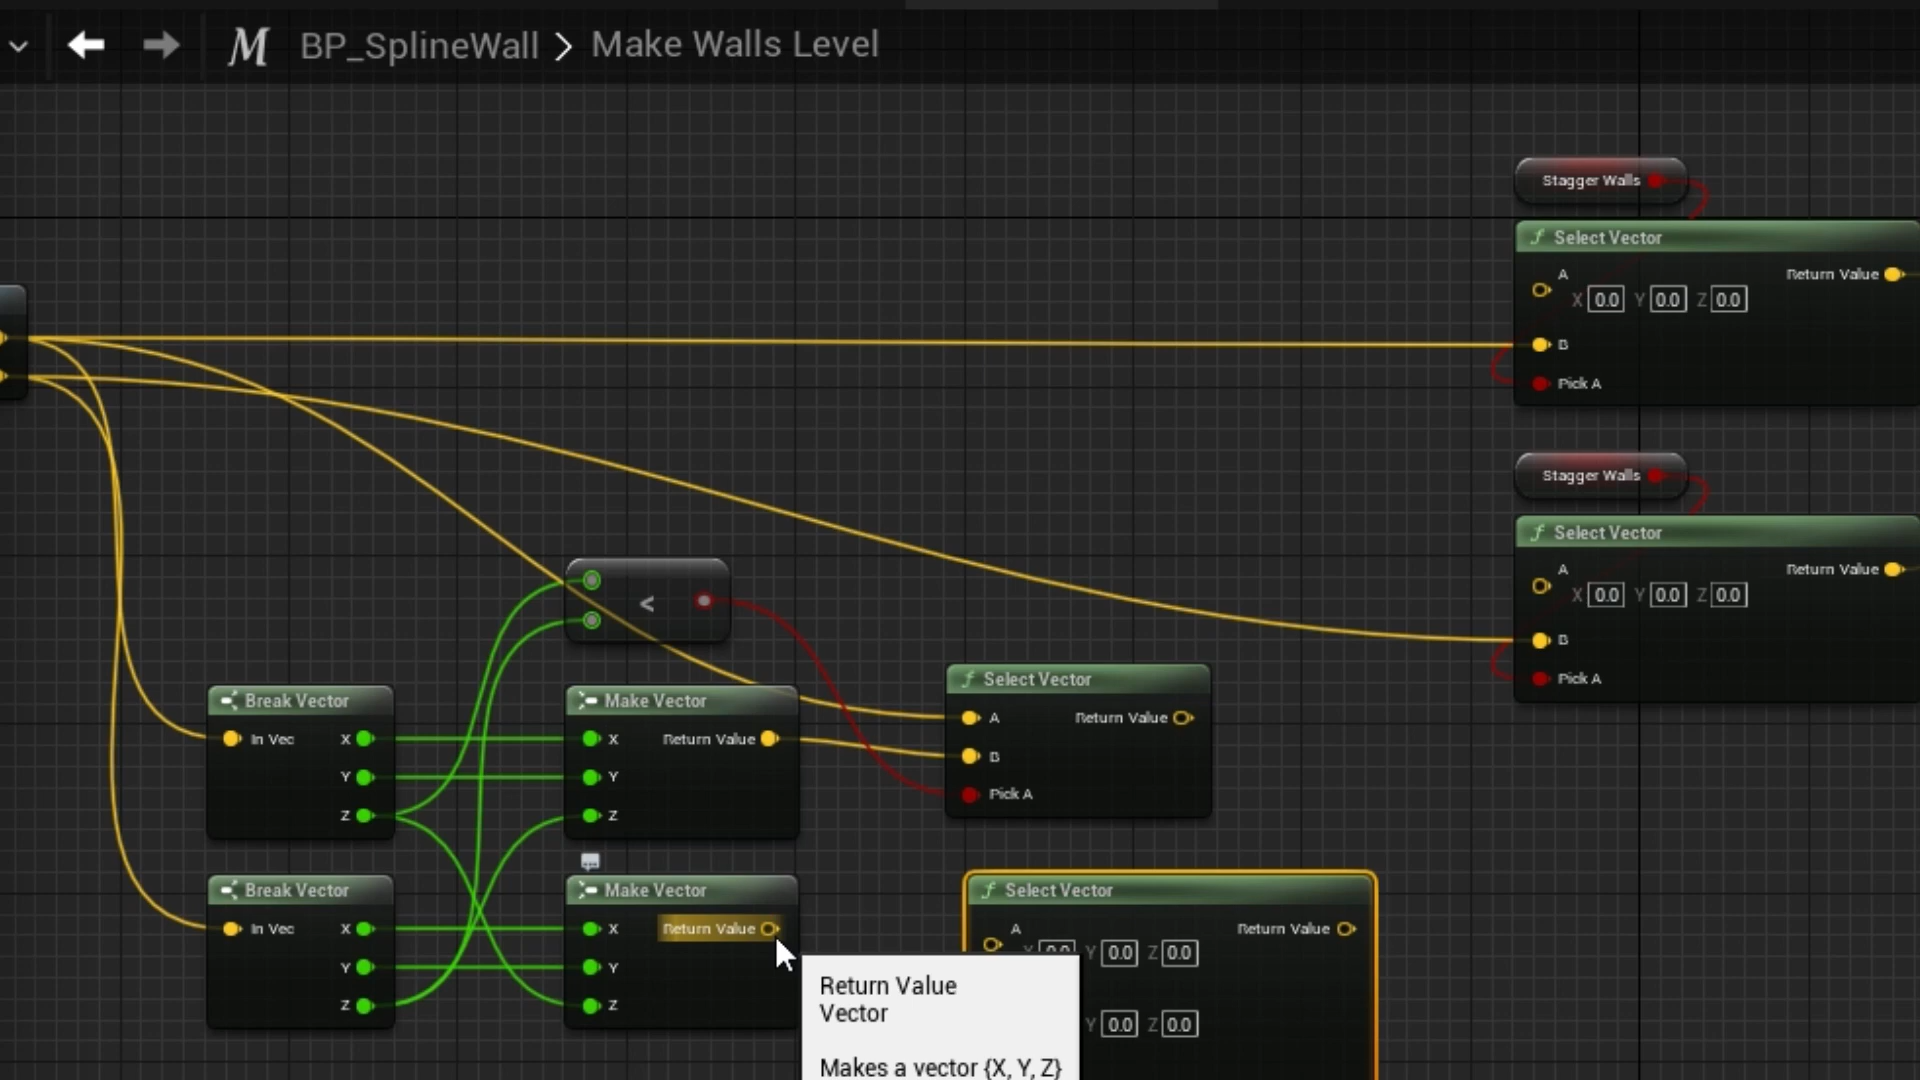 BP_SplineWall > Make Walls Level
Stagger Walls
Select Vector
A
Return Value
X 0.0 Y 0.0 Z 0.0
B
Pick A
Stagger Walls
Select Vector
A
Return Value
X 0.0 Y 0.0 Z 0.0
B
Pick A
<
Break Vector
In Vec
X
Y
Z
Make Vector
X
Return Value
Y
Z
Select Vector
A
Return Value
B
Pick A
Break Vector
In Vec
X
Y
Z
Make Vector
X
Return Value
Y
Z
Select Vector
A
Return Value
X 0.0 Y 0.0 Z 0.0
Y 0.0 Z 0.0
Return Value
Vector
Makes a vector {X, Y, Z}